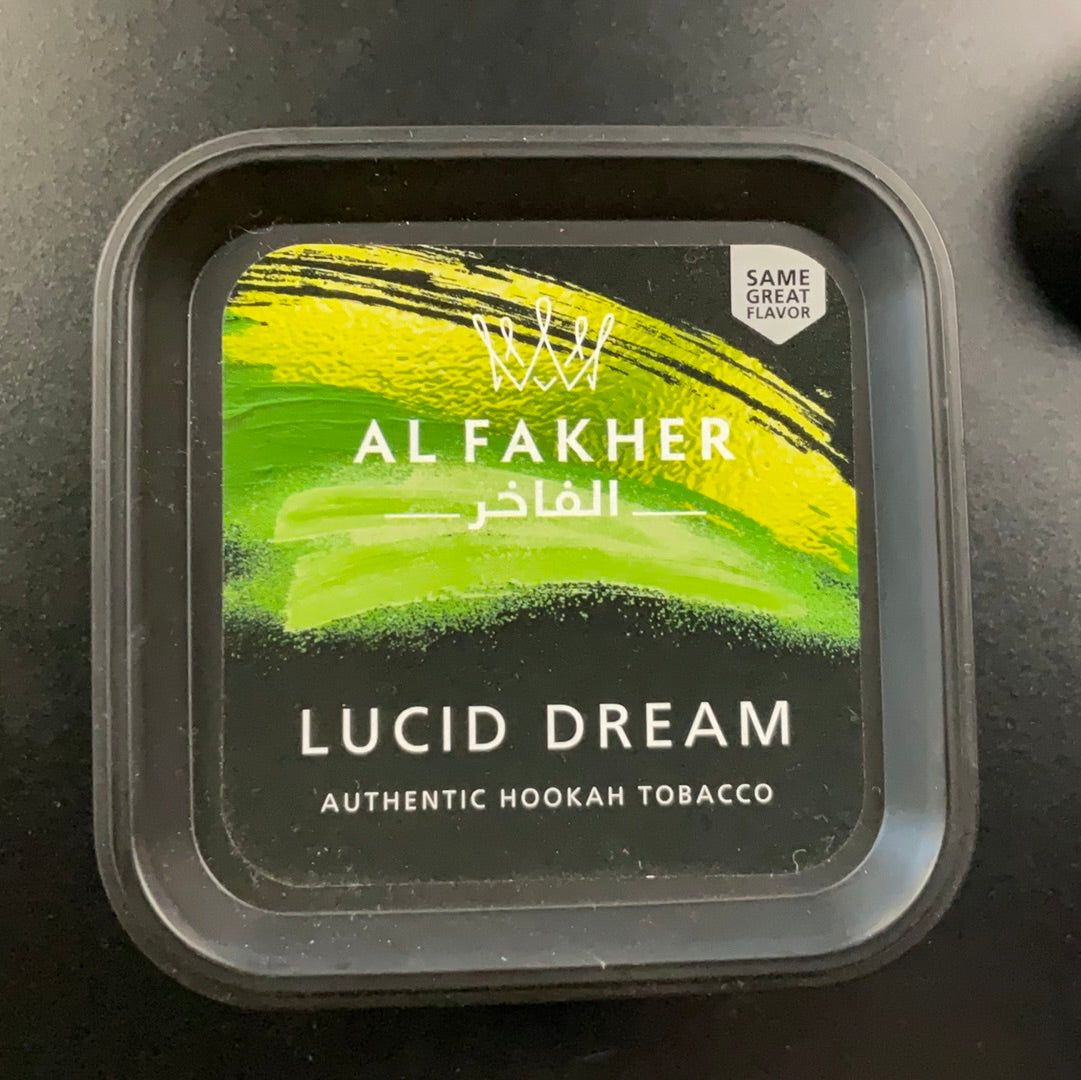 SAME
GREAT
FLAVOR
AL FAKHER
الفاخر
LUCID DREAM
AUTHENTIC HOOKAH TOBACCO